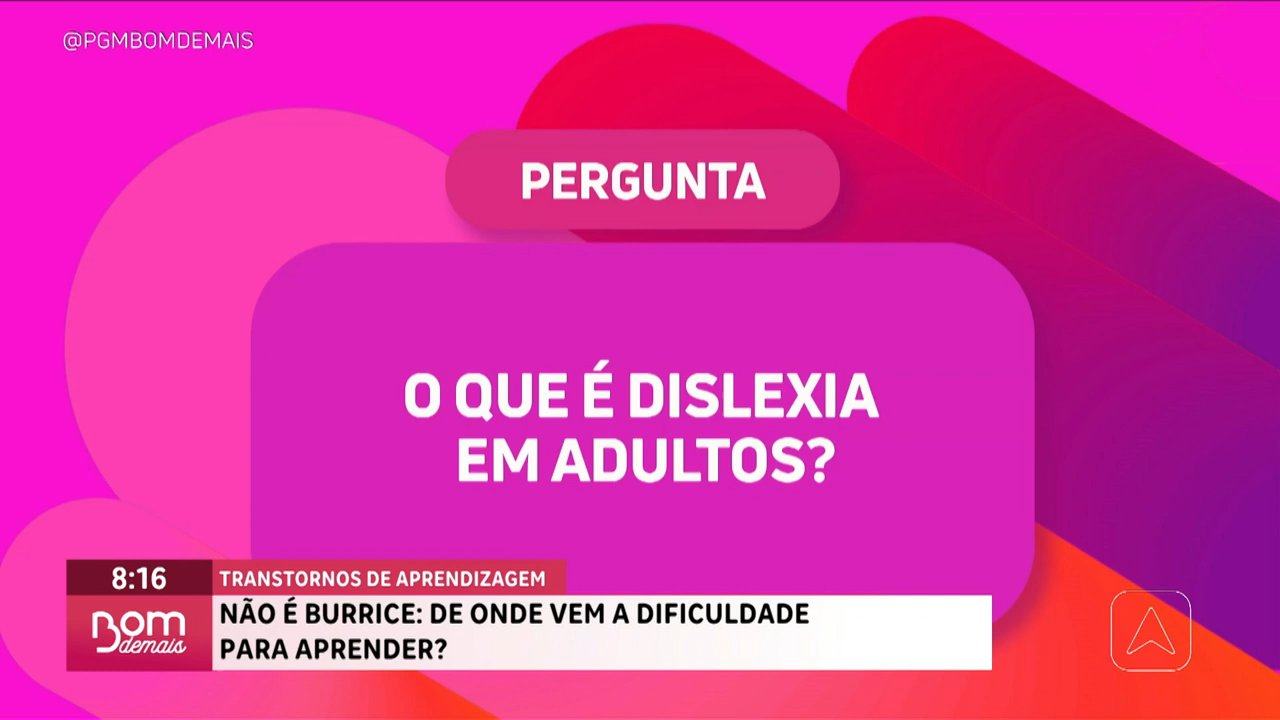 @PGMBOMDEMAIS
PERGUNTA
O QUE É DISLEXIA
EM ADULTOS?
8:16
TRANSTORNOS DE APRENDIZAGEM
Bom
demais
NÃO É BURRICE: DE ONDE VEM A DIFICULDADE
PARA APRENDER?